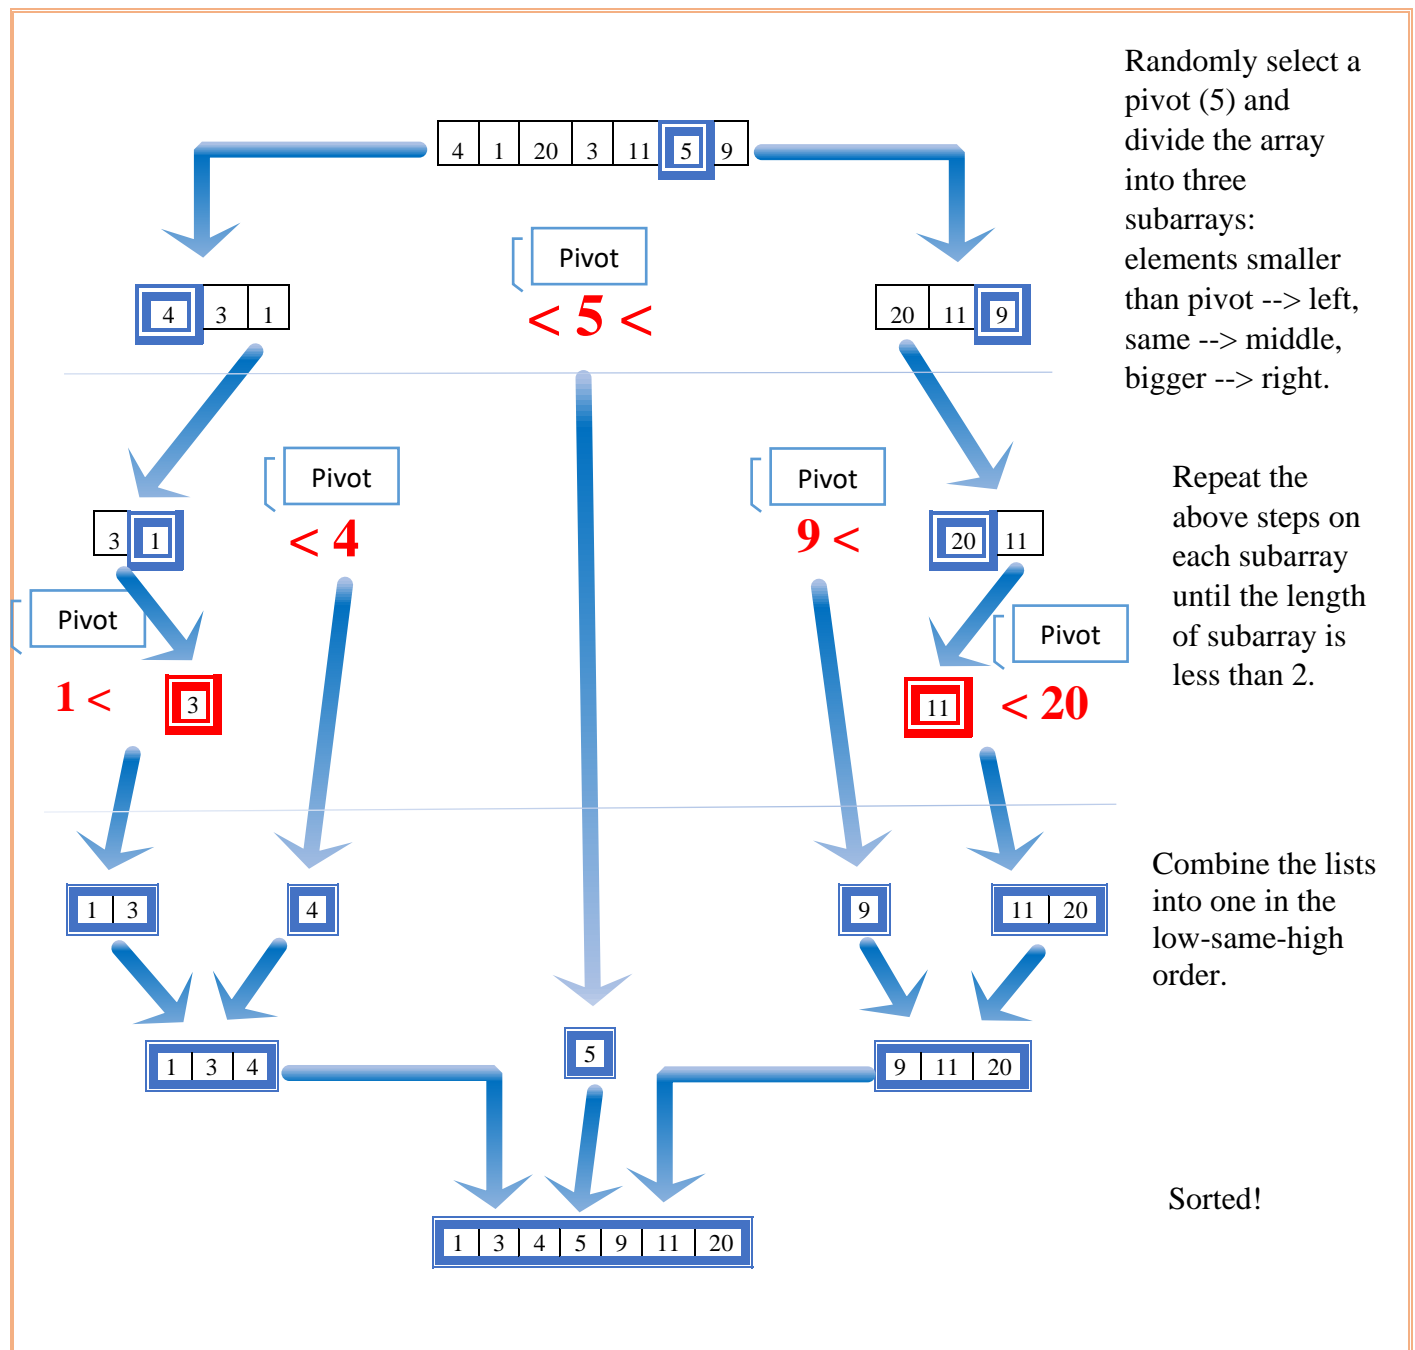 Randomly select a
pivot (5) and
divide the array
into three
subarrays:
elements smaller
than pivot --> left,
same --> middle,
bigger --> right.
4 1 20 3 11 5 9
Pivot
4 3 1
< 5 <
20 11 9
Repeat the
above steps on
each subarray
until the length
of subarray is
less than 2.
Pivot
Pivot
3 1
< 4
9 <
20 11
Pivot
Pivot
1 <
3
11
< 20
Combine the lists
into one in the
low-same-high
order.
1 3
4
9
11 20
1 3 4
5
9 11 20
Sorted!
1 3 4 5 9 11 20